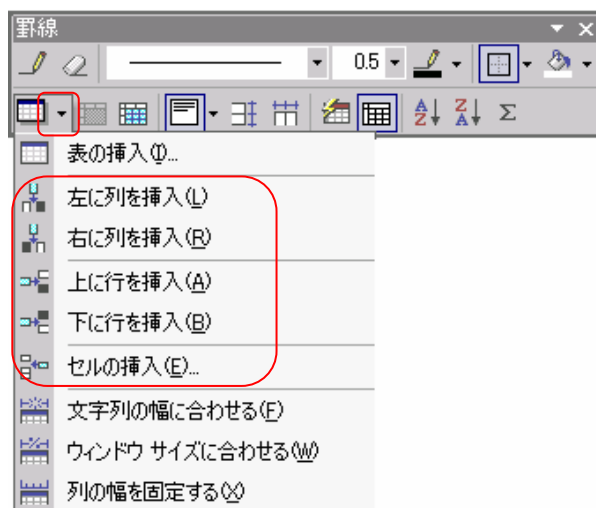 罫線
0.5
A Z Z A Σ
表の挿入(I)...
左に列を挿入(L)
右に列を挿入(R)
上に行を挿入(A)
下に行を挿入(B)
セルの挿入(E)...
文字列の幅に合わせる(F)
ウィンドウ サイズに合わせる(W)
列の幅を固定する(X)